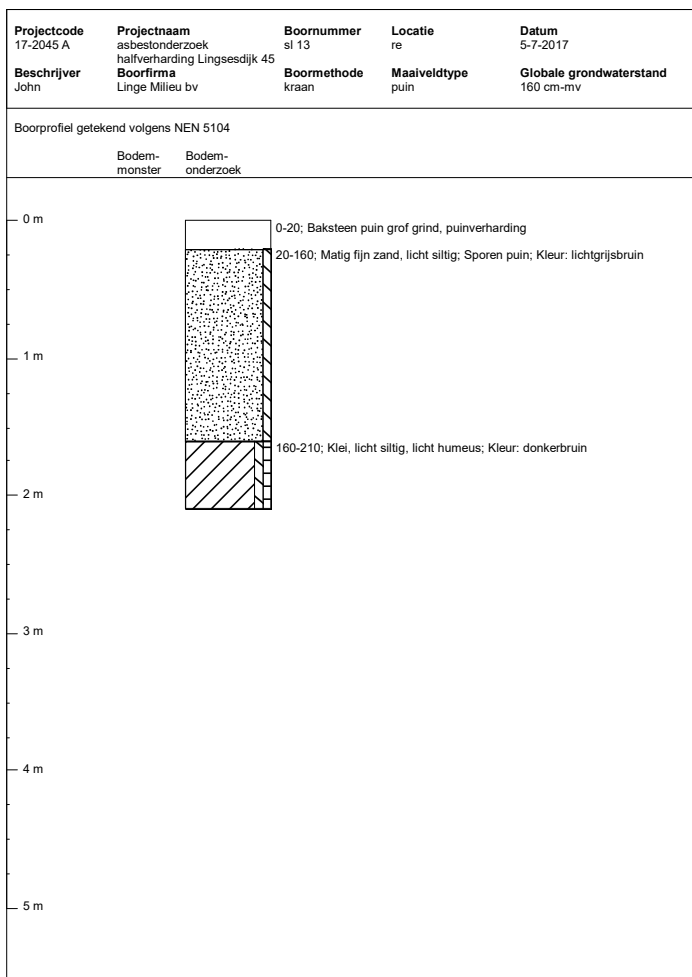 Projectcode Projectnaam Boornummer Locatie Datum
17-2045 A asbestonderzoek sl 13 re 5-7-2017
halfverharding Lingsesdijk 45
Beschrijver Boorfirma Boormethode Maaiveldtype Globale grondwaterstand
John Linge Milieu bv kraan puin 160 cm-mv
Boorprofiel getekend volgens NEN 5104
Bodem- Bodem-
monster onderzoek
0 m
0-20; Baksteen puin grof grind, puinverharding
20-160; Matig fijn zand, licht siltig; Sporen puin; Kleur: lichtgrijsbruin
1 m
160-210; Klei, licht siltig, licht humeus; Kleur: donkerbruin
2 m
3 m
4 m
5 m